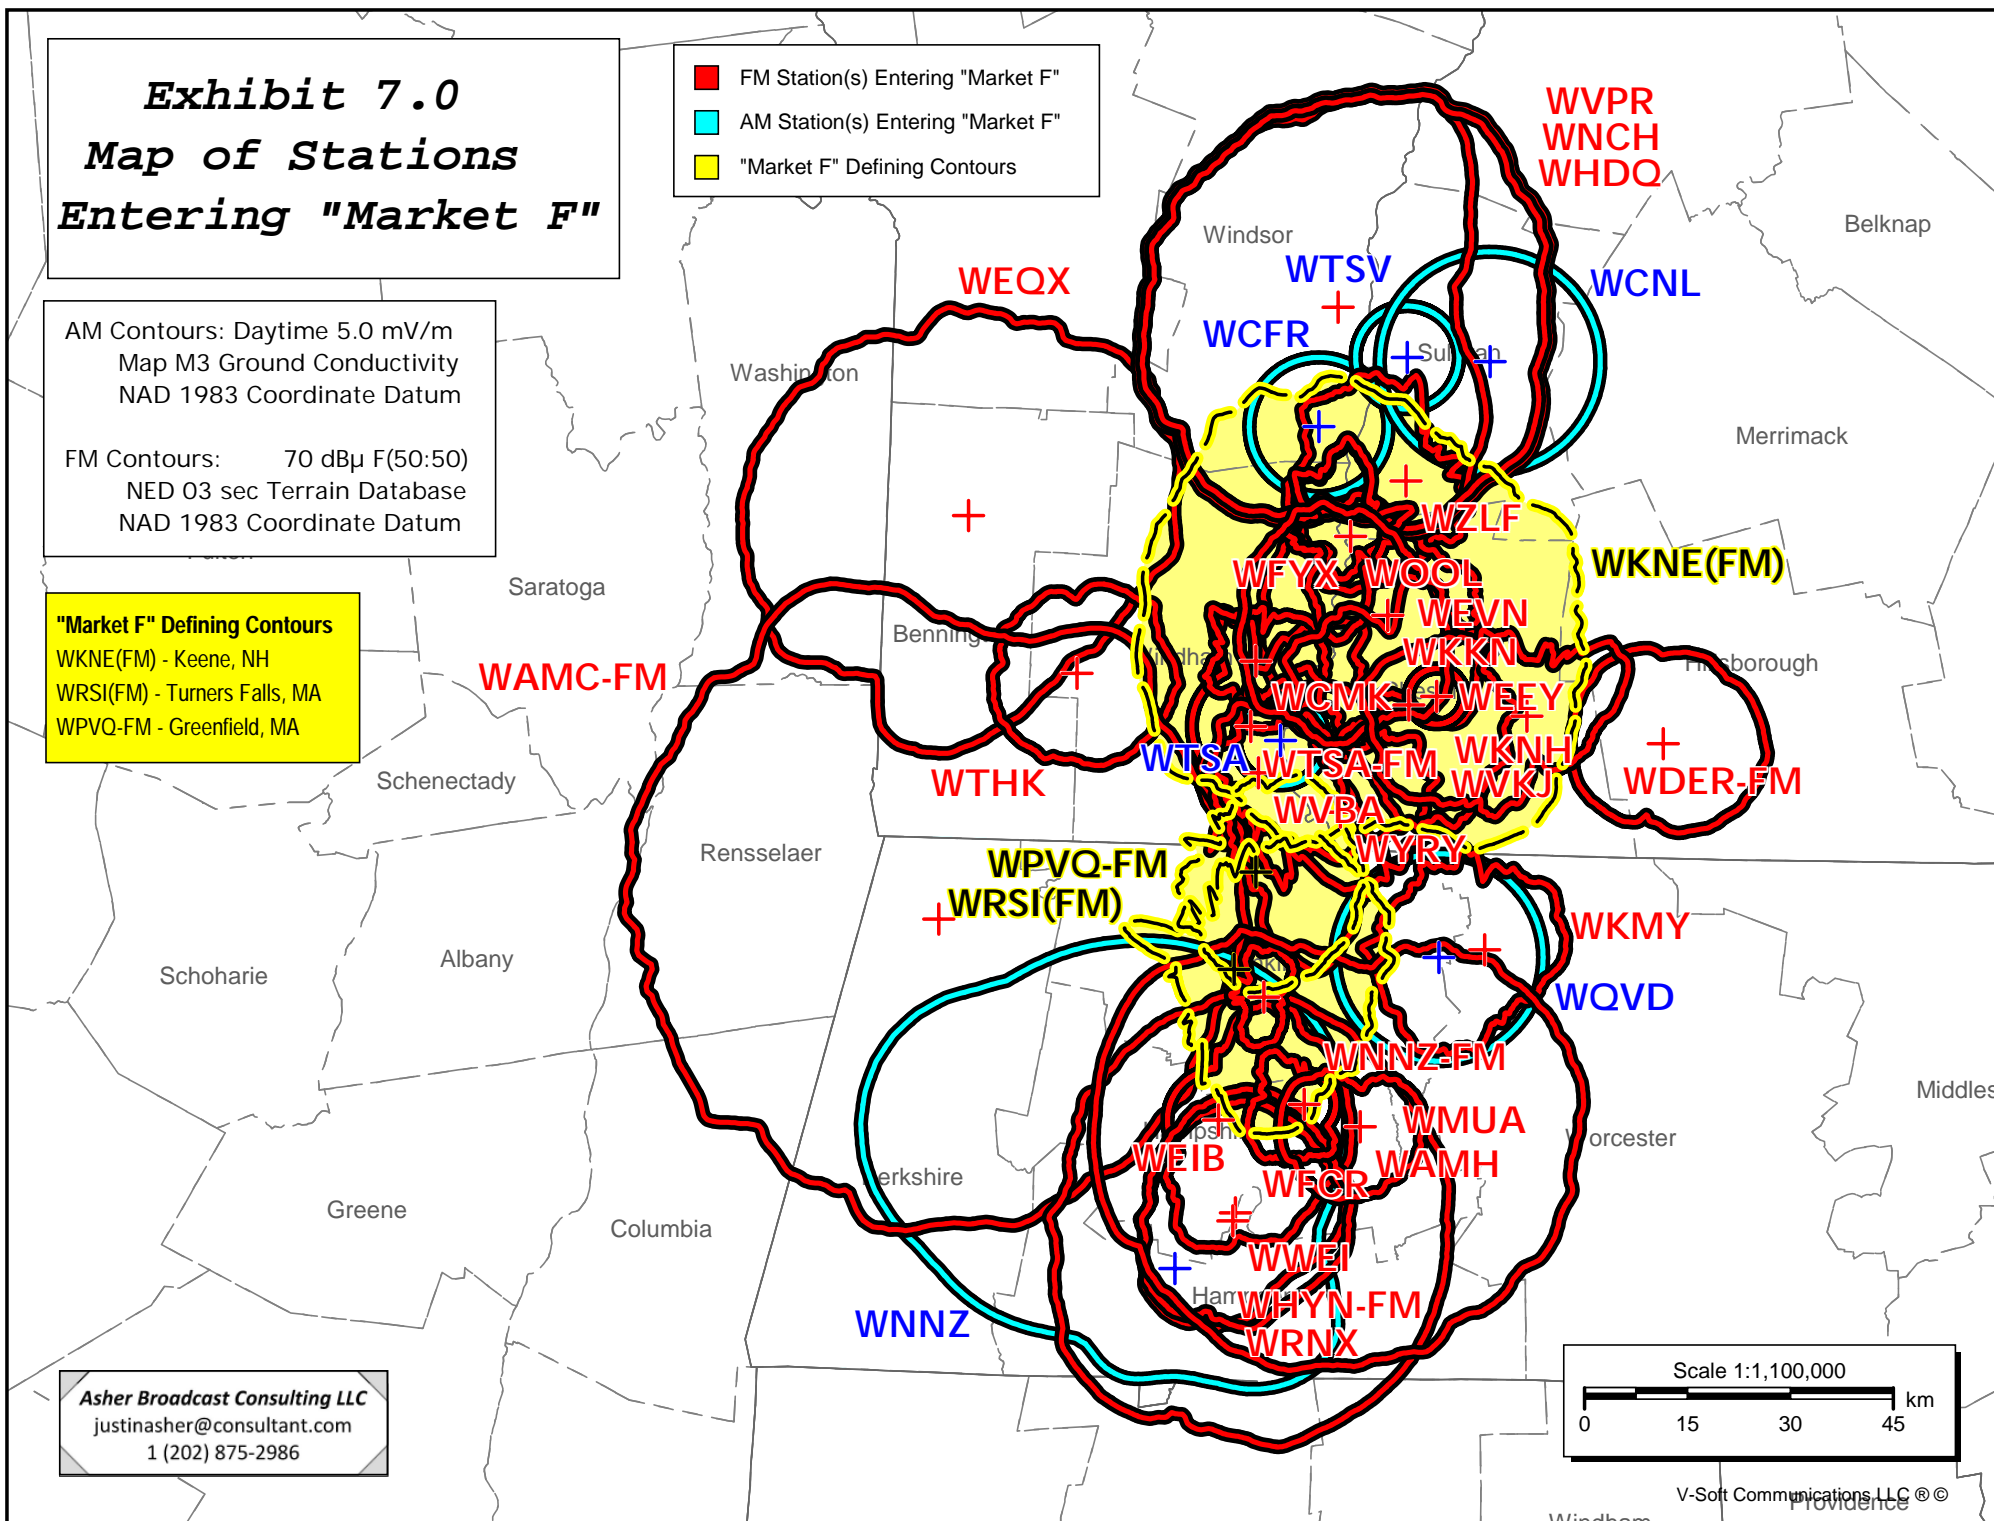 Exhibit 7.0
Map of Stations
Entering "Market F"
FM Station(s) Entering "Market F"
AM Station(s) Entering "Market F"
"Market F" Defining Contours
AM Contours: Daytime 5.0 mV/m
Map M3 Ground Conductivity
NAD 1983 Coordinate Datum
FM Contours: 70 dBµ F(50:50)
NED 03 sec Terrain Database
NAD 1983 Coordinate Datum
"Market F" Defining Contours
WKNE(FM) - Keene, NH
WRSI(FM) - Turners Falls, MA
WPVQ-FM - Greenfield, MA
WVPR
WNCH
WHDQ
Belknap
Windsor
WTSV
WCNL
WEQX
WCFR
Washington
Merrimack
WZLF
WKNE(FM)
WFYX
WOOL
Saratoga
WEVN
WKKN
WAMC-FM
WCMK
WEEY
WTSA
WTSA-FM
WKNH
WVKJ
WDER-FM
WTHK
Schenectady
WVBA
WYRY
Rensselaer
WPVQ-FM
WRSI(FM)
WKMY
Albany
Schoharie
WQVD
WNNZ-FM
WMUA
WAMH
WEIB
WFCR
Greene
Columbia
WWEI
WHYN-FM
WRNX
WNNZ
Asher Broadcast Consulting LLC
justinasher@consultant.com
1 (202) 875-2986
Scale 1:1,100,000
km
0 15 30 45
V-Soft Communications LLC ® ©